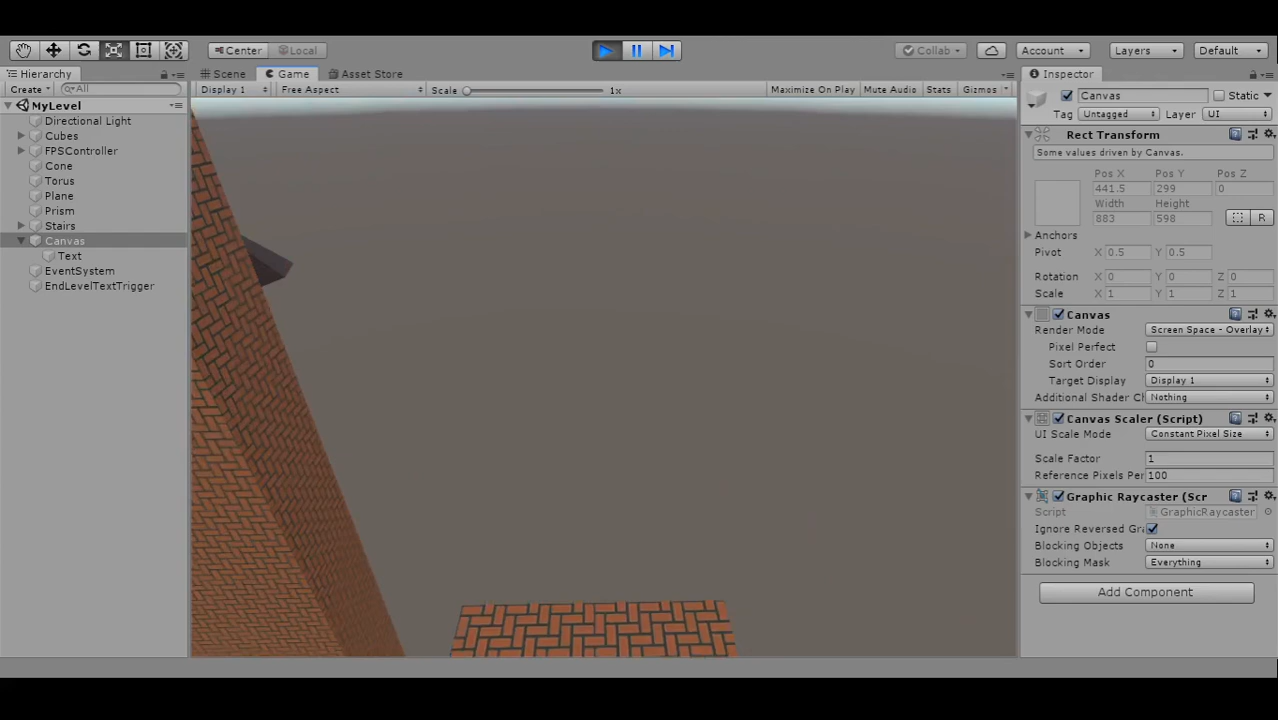 Center
Local
Collab
Account
Layers
Default
Hierarchy
Scene
Game
Asset Store
Inspector
Create
All
Display 1
Free Aspect
Scale
1x
Maximize On Play
Mute Audio
Stats
Gizmos
Canvas
Static
Tag
Untagged
Layer
UI
MyLevel
Directional Light
Cubes
FPSController
Cone
Torus
Plane
Prism
Stairs
Canvas
Text
EventSystem
EndLevelTextTrigger
Rect Transform
Some values driven by Canvas.
Pos X
Pos Y
Pos Z
441.5
299
0
Width
Height
883
598
R
Anchors
Pivot
X 0.5
Y 0.5
Rotation
X 0
Y 0
Z 0
Scale
X 1
Y 1
Z 1
Canvas
Render Mode
Screen Space - Overlay
Pixel Perfect
Sort Order
0
Target Display
Display 1
Additional Shader Cl
Nothing
Canvas Scaler (Script)
UI Scale Mode
Constant Pixel Size
Scale Factor
1
Reference Pixels Per
100
Graphic Raycaster (Scr
Script
GraphicRaycaster
Ignore Reversed Gra
Blocking Objects
None
Blocking Mask
Everything
Add Component